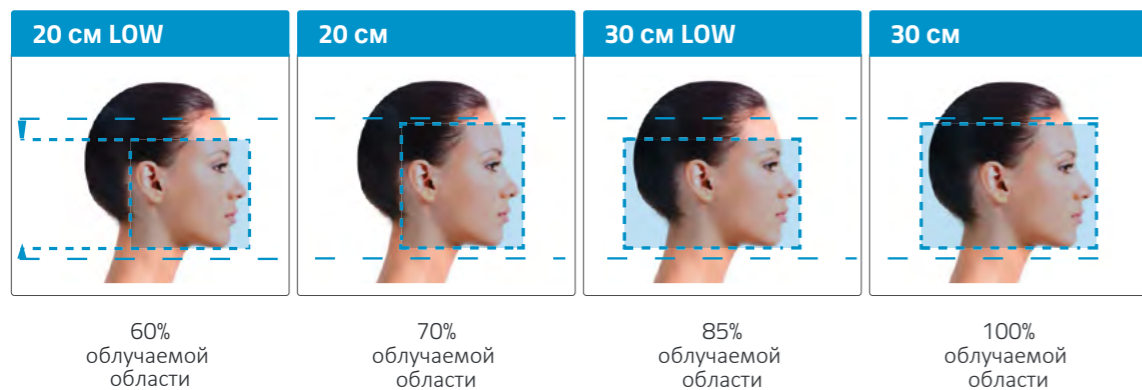 20 см LOW
20 см
30 см LOW
30 см
60%
облучаемой
области
70%
облучаемой
области
85%
облучаемой
области
100%
облучаемой
области